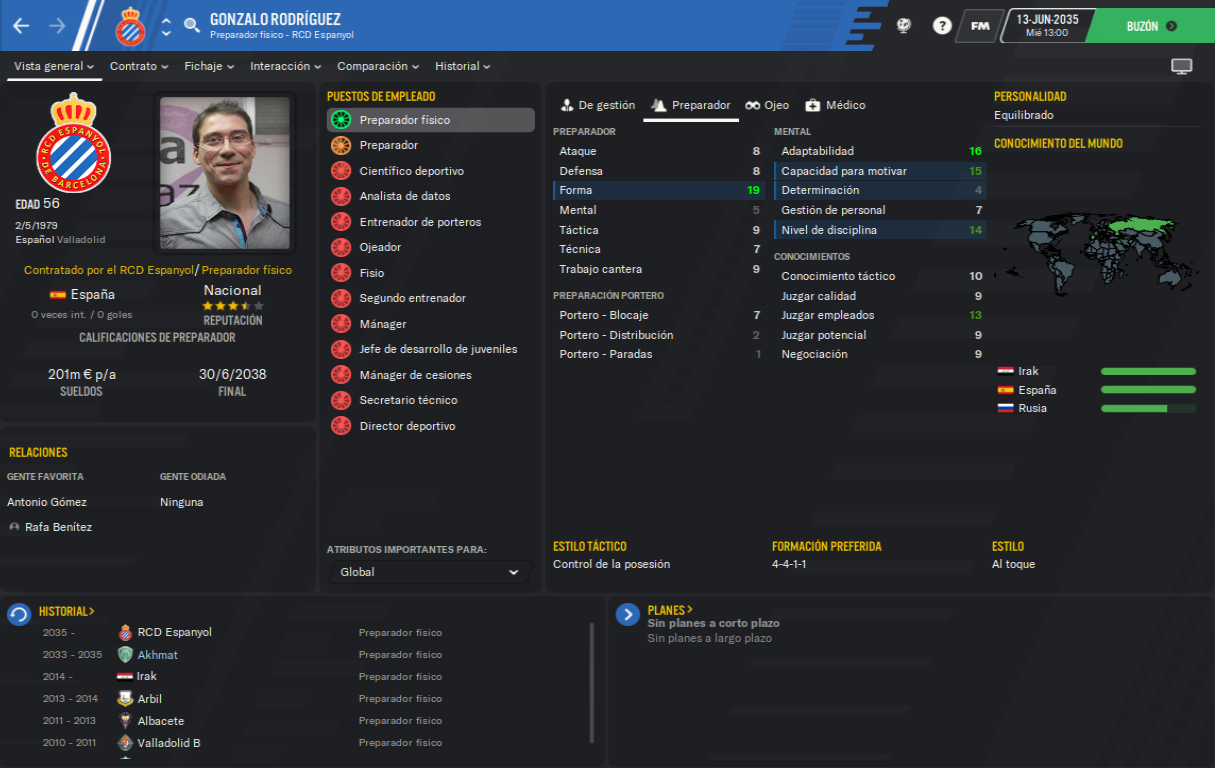 GONZALO RODRÍGUEZ
Preparador físico - RCD Espanyol
?
FM
13-JUN-2035
Mié 13:00
BUZÓN
Vista general
Contrato
Fichaje
Interacción
Comparación
Historial
RCD ESPANYOL
DE BARCELONA
EDAD 56
2/5/1979
Español Valladolid
Contratado por el RCD Espanyol/ Preparador físico
España
0 veces int. / 0 goles
Nacional
REPUTACIÓN
CALIFICACIONES DE PREPARADOR
201m € p/a
SUELDOS
30/6/2038
FINAL
RELACIONES
GENTE FAVORITA
GENTE ODIADA
Antonio Gómez
Ninguna
Rafa Benítez
PUESTOS DE EMPLEADO
Preparador físico
Preparador
Científico deportivo
Analista de datos
Entrenador de porteros
Ojeador
Fisio
Segundo entrenador
Mánager
Jefe de desarrollo de juveniles
Mánager de cesiones
Secretario técnico
Director deportivo
ATRIBUTOS IMPORTANTES PARA:
Global
De gestión
Preparador
Ojeo
Médico
PREPARADOR
Ataque 8
Defensa 8
Forma 19
Mental 5
Táctica 9
Técnica 7
Trabajo cantera 9
PREPARACIÓN PORTERO
Portero - Blocaje 7
Portero - Distribución 2
Portero - Paradas 1
MENTAL
Adaptabilidad 16
Capacidad para motivar 15
Determinación 4
Gestión de personal 7
Nivel de disciplina 14
CONOCIMIENTOS
Conocimiento táctico 10
Juzgar calidad 9
Juzgar empleados 13
Juzgar potencial 9
Negociación 9
PERSONALIDAD
Equilibrado
CONOCIMIENTO DEL MUNDO
Irak
España
Rusia
ESTILO TÁCTICO
Control de la posesión
FORMACIÓN PREFERIDA
4-4-1-1
ESTILO
Al toque
HISTORIAL >
2035 - RCD Espanyol Preparador físico
2033 - 2035 Akhmat Preparador físico
2014 - Irak Preparador físico
2013 - 2014 Arbil Preparador físico
2011 - 2013 Albacete Preparador físico
2010 - 2011 Valladolid B Preparador físico
PLANES >
Sin planes a corto plazo
Sin planes a largo plazo